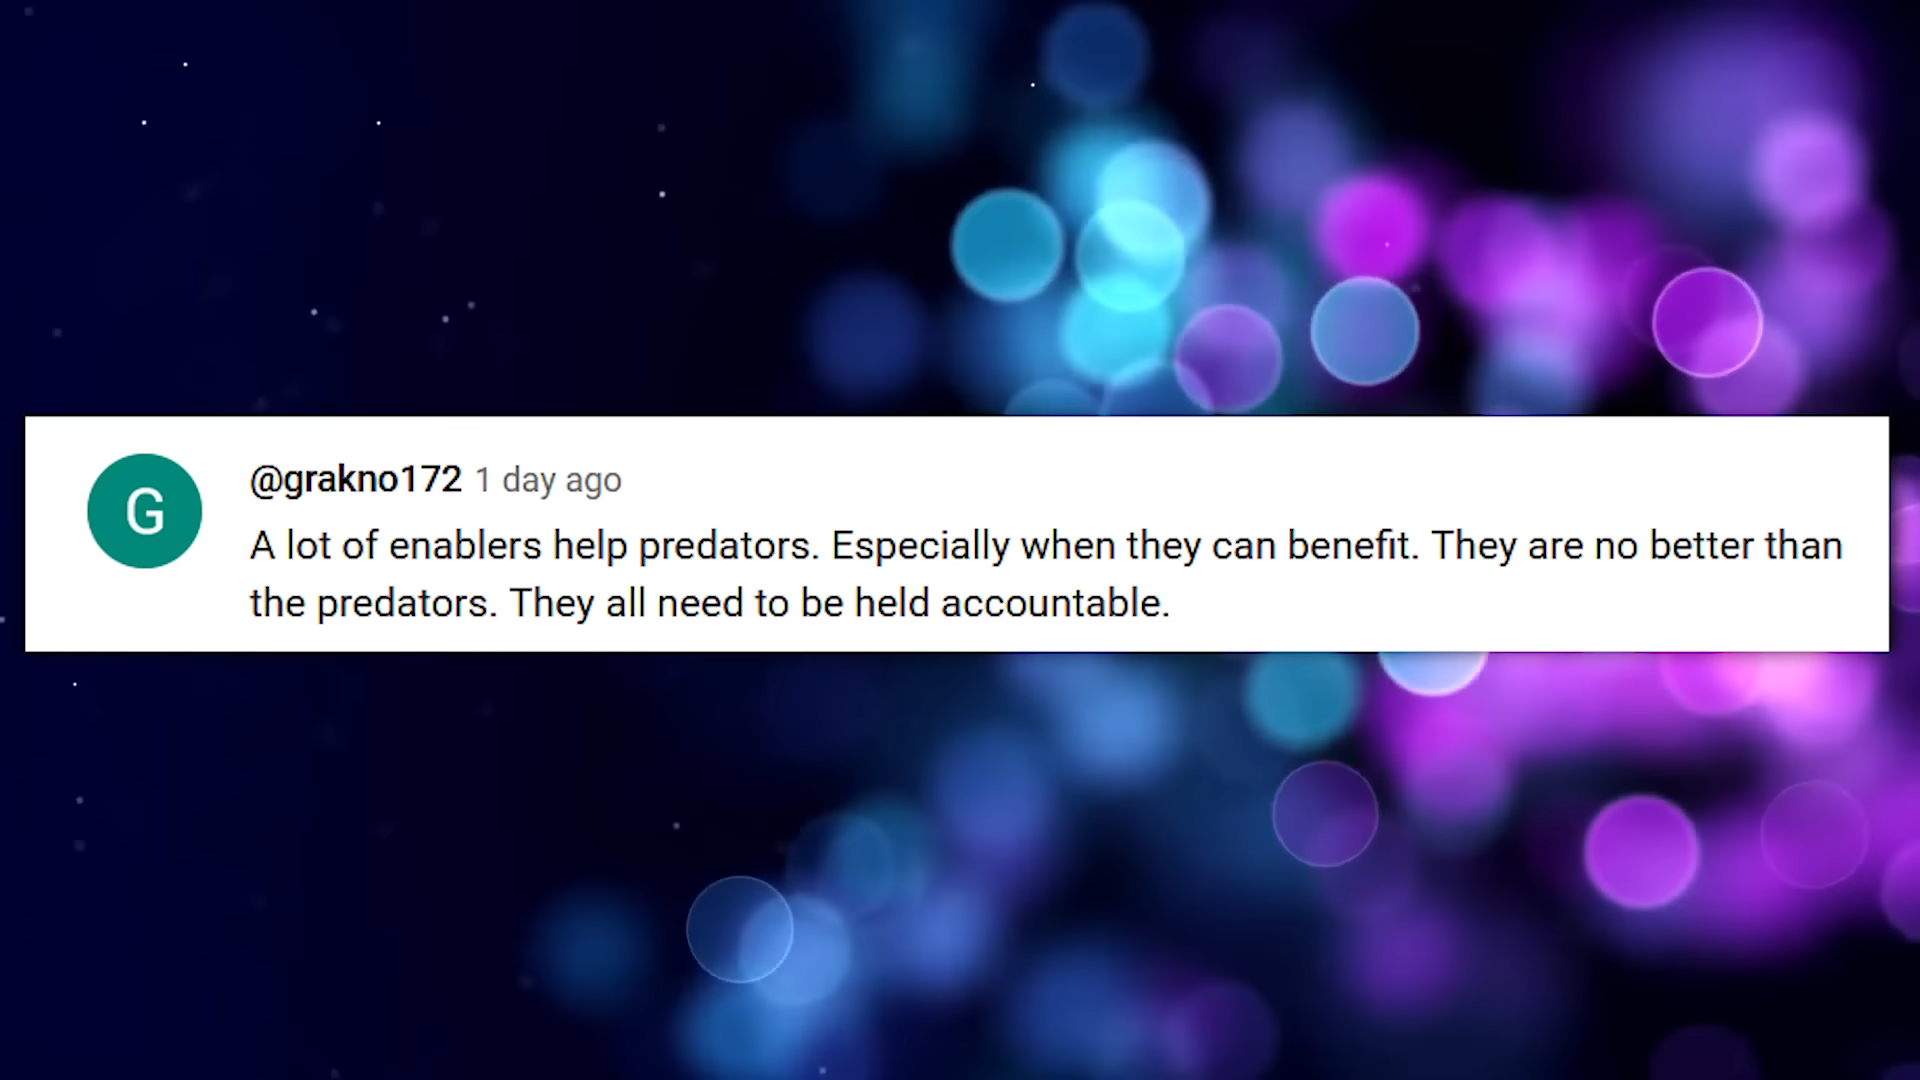 G
@grakno172 1 day ago
A lot of enablers help predators. Especially when they can benefit. They are no better than
the predators. They all need to be held accountable.